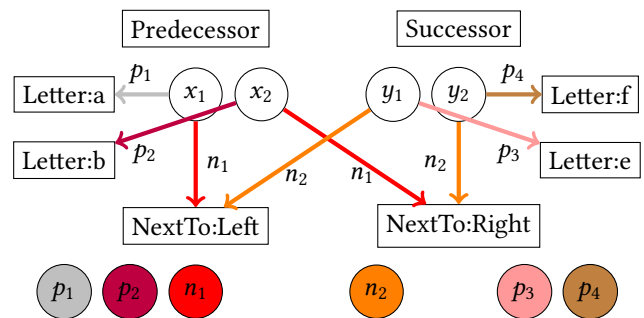 Predecessor Successor
p₁ p₄
Letter:a x₁ x₂ y₁ y₂ Letter:f
Letter:b p₂ n₁ n₂ n₁ n₂ p₃ Letter:e
NextTo:Left NextTo:Right
p₁ p₂ n₁ n₂ p₃ p₄